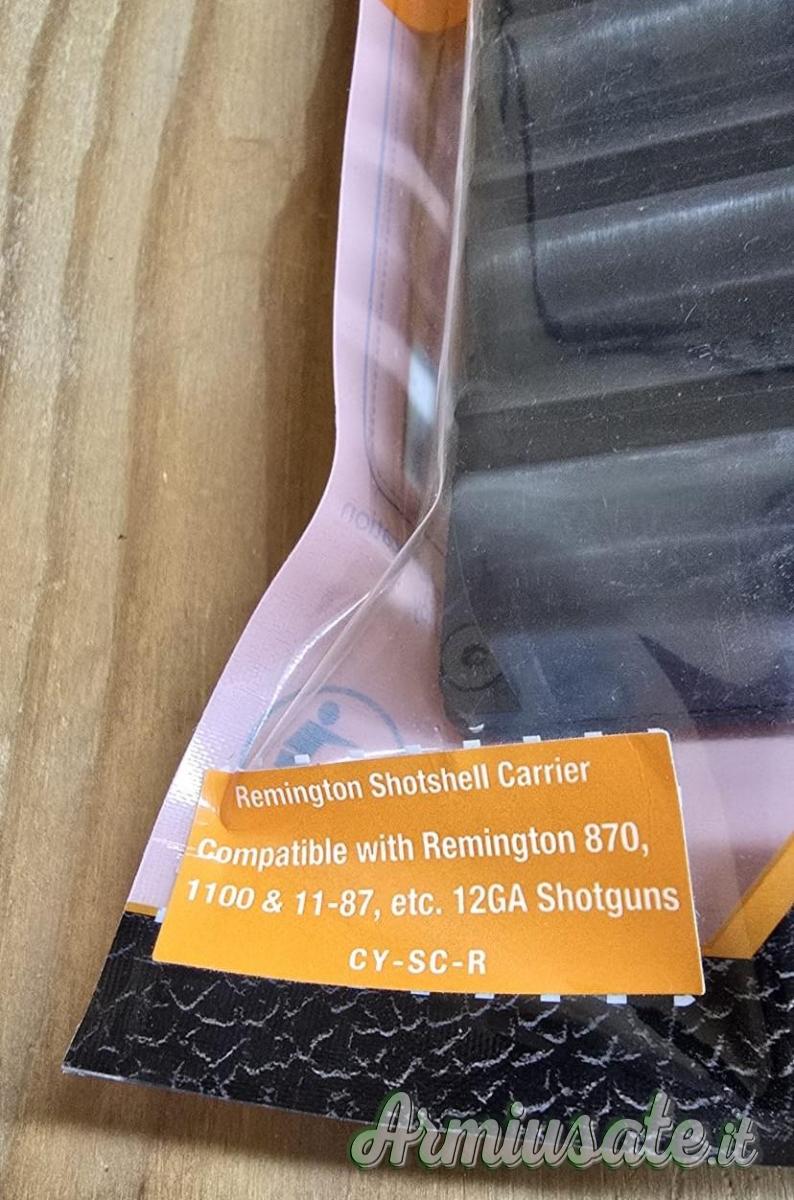 Remington Shotshell Carrier
Compatible with Remington 870,
1100 & 11-87, etc. 12GA Shotguns
CY-SC-R
Armiusate.it